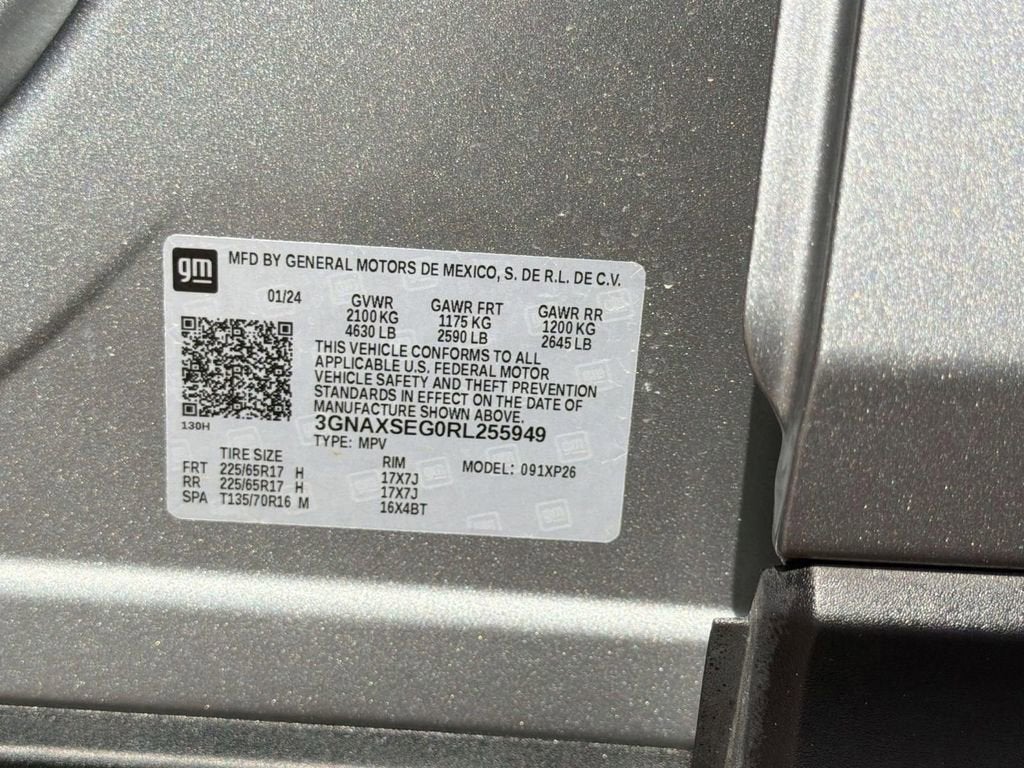 gm MFD BY GENERAL MOTORS DE MEXICO, S. DE R.L. DE C.V.
01/24 GVWR GAWR FRT GAWR RR
2100 KG 1175 KG 1200 KG
4630 LB 2590 LB 2645 LB
THIS VEHICLE CONFORMS TO ALL
APPLICABLE U.S. FEDERAL MOTOR
VEHICLE SAFETY AND THEFT PREVENTION
STANDARDS IN EFFECT ON THE DATE OF
MANUFACTURE SHOWN ABOVE.
130H 3GNAXSEG0RL255949
TYPE: MPV
TIRE SIZE RIM MODEL: 091XP26
FRT 225/65R17 H 17X7J
RR 225/65R17 H 17X7J
SPA T135/70R16 M 16X4BT